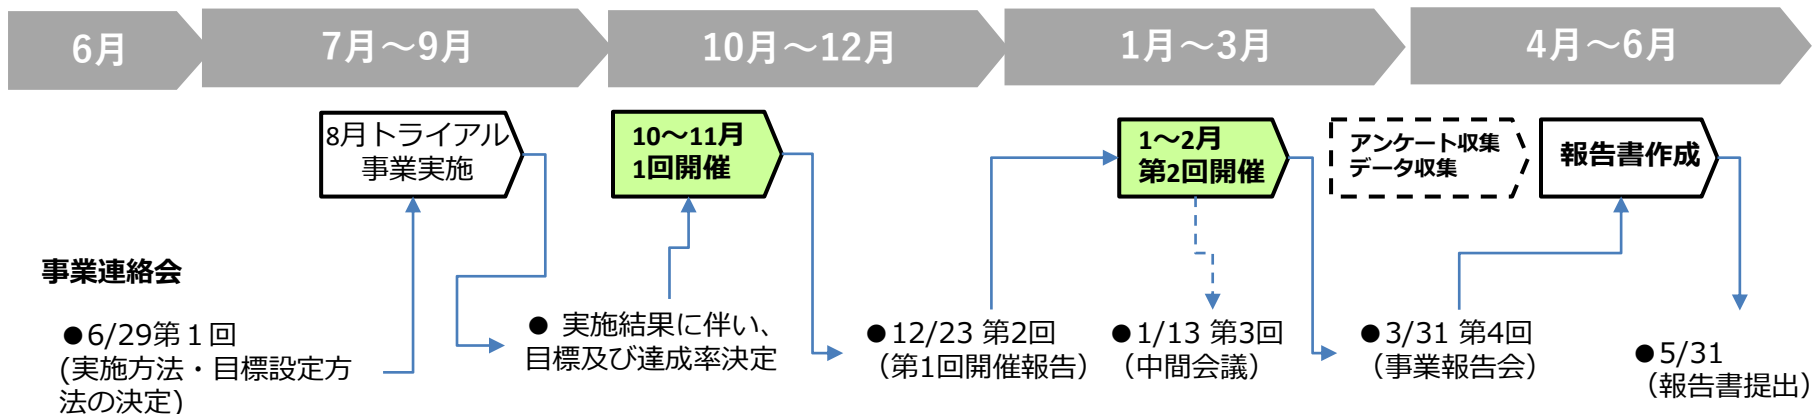 6月
7月～9月
10月～12月
1月～3月
4月～6月
8月トライアル
事業実施
10～11月
1回開催
1～2月
第2回開催
アンケート収集
データ収集
報告書作成
事業連絡会
●6/29第１回
(実施方法・目標設定方
法の決定)
● 実施結果に伴い、
目標及び達成率決定
●12/23 第2回
（第1回開催報告）
●1/13 第3回
（中間会議）
●3/31 第4回
（事業報告会）
●5/31
（報告書提出）